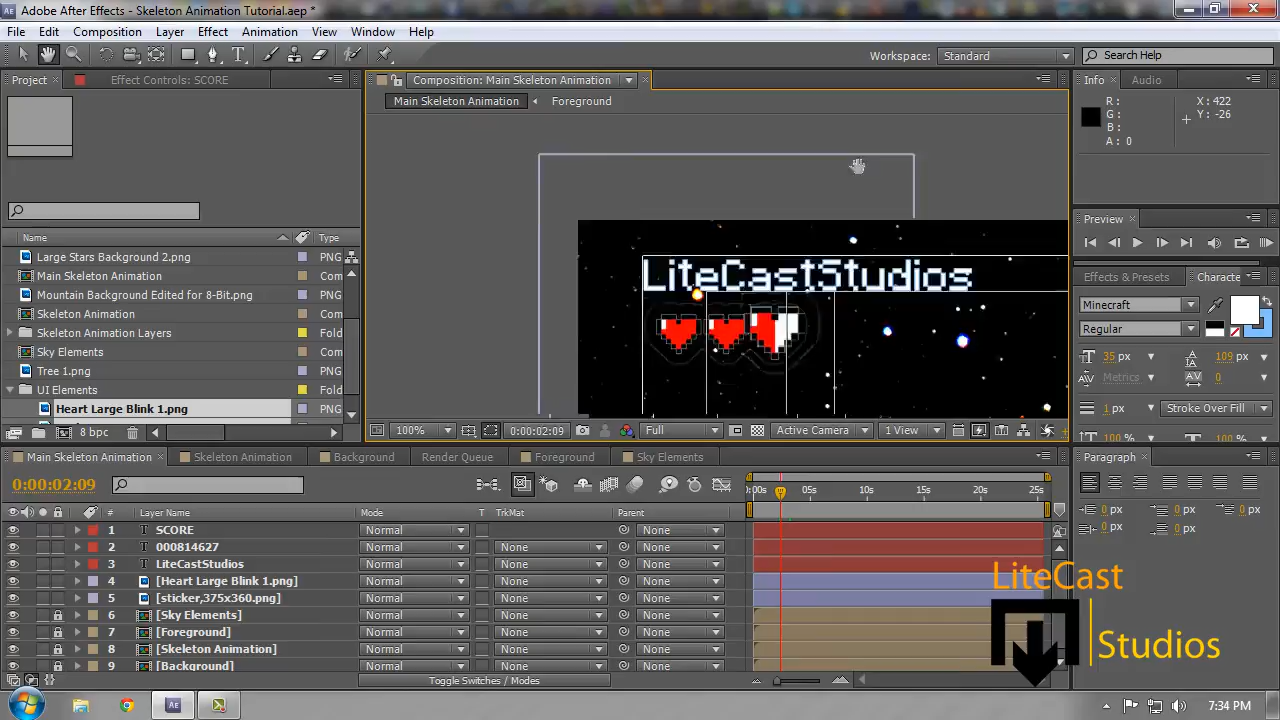 Adobe After Effects - Skeleton Animation Tutorial.aep *
File Edit Composition Layer Effect Animation View Window Help
Workspace: Standard Search Help
Project Effect Controls: SCORE
Composition: Main Skeleton Animation
Main Skeleton Animation Foreground
Info Audio
R: X: 422
G: Y: -26
B:
A: 0
Preview
Name Type
Large Stars Background 2.png PNG
Main Skeleton Animation Com
Mountain Background Edited for 8-Bit.png PNG
Skeleton Animation Com
Skeleton Animation Layers Fold
Sky Elements Com
Tree 1.png PNG
UI Elements Fold
Heart Large Blink 1.png PNG
8 bpc
LiteCastStudios
100% 0:00:02:09 Full Active Camera 1 View
Effects & Presets Characte
Minecraft
Regular
35 px 109 px
Metrics 0
1 px Stroke Over Fill
100 % 100 %
Main Skeleton Animation Skeleton Animation Background Render Queue Foreground Sky Elements
0:00:02:09
# Layer Name Mode T TrkMat Parent
0:00s 05s 10s 15s 20s 25s
1 T SCORE Normal None
2 T 000814627 Normal None None
3 T LiteCastStudios Normal None None
4 [Heart Large Blink 1.png] Normal None None
5 [sticker,375x360.png] Normal None None
6 [Sky Elements] Normal None None
7 [Foreground] Normal None None
8 [Skeleton Animation] Normal None None
9 [Background] Normal None None
Toggle Switches / Modes
Paragraph
0 px 0 px 0 px
0 px 0 px
LiteCast
Studios
7:34 PM